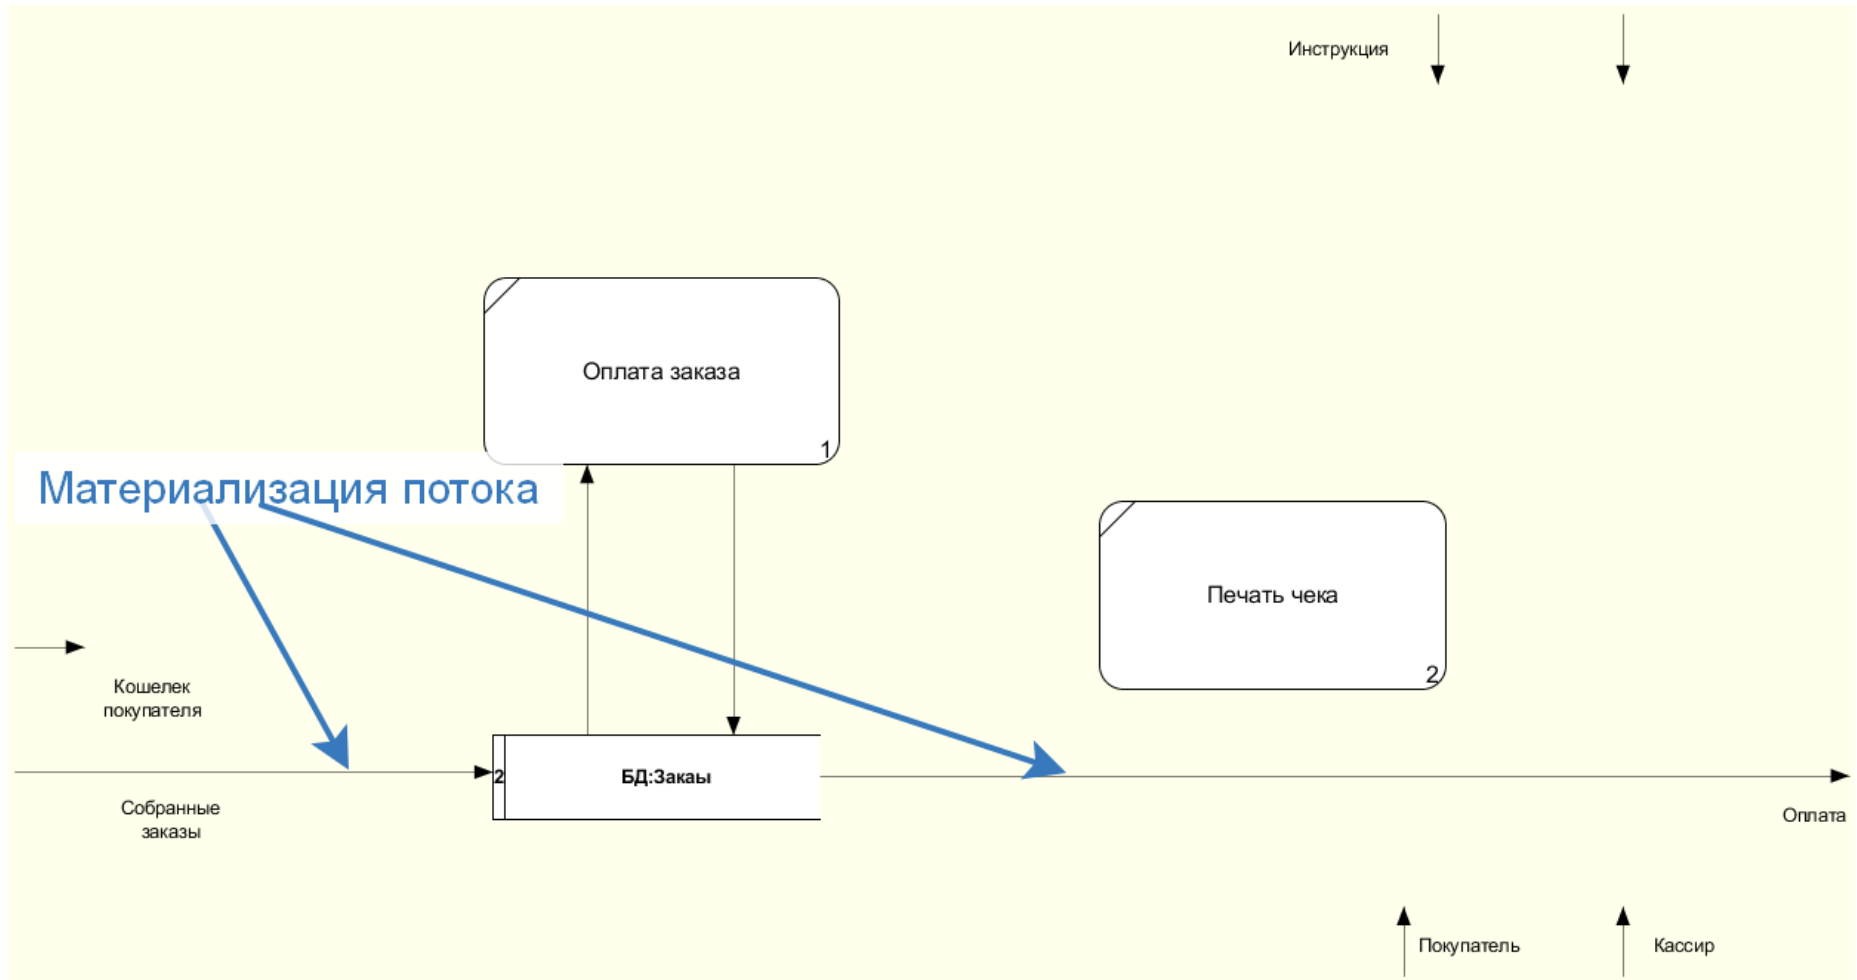 Инструкция
Оплата заказа
1
Материализация потока
Печать чека
2
Кошелек
покупателя
2
БД:Закаы
Собранные
заказы
Оплата
Покупатель
Кассир